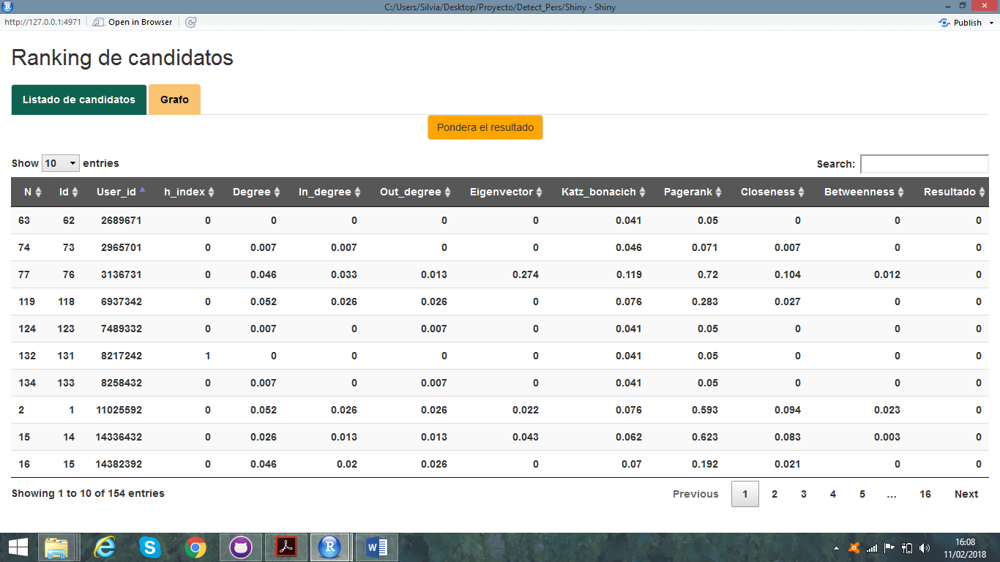 C:/Users/Silvia/Desktop/Proyecto/Detect_Pers/Shiny - Shiny
http://127.0.0.1:4971 Open in Browser Publish
Ranking de candidatos
Listado de candidatos Grafo
Pondera el resultado
Show 10 entries Search:
N Id User_id h_index Degree In_degree Out_degree Eigenvector Katz_bonacich Pagerank Closeness Betweenness Resultado
63 62 2689671 0 0 0 0 0 0.041 0.05 0 0 0
74 73 2965701 0 0.007 0.007 0 0 0.046 0.071 0.007 0 0
77 76 3136731 0 0.046 0.033 0.013 0.274 0.119 0.72 0.104 0.012 0
119 118 6937342 0 0.052 0.026 0.026 0 0.076 0.283 0.027 0 0
124 123 7489332 0 0.007 0 0.007 0 0.041 0.05 0 0 0
132 131 8217242 1 0 0 0 0 0.041 0.05 0 0 0
134 133 8258432 0 0.007 0 0.007 0 0.041 0.05 0 0 0
2 1 11025592 0 0.052 0.026 0.026 0.022 0.076 0.593 0.094 0.023 0
15 14 14336432 0 0.026 0.013 0.013 0.043 0.062 0.623 0.083 0.003 0
16 15 14382392 0 0.046 0.02 0.026 0 0.07 0.192 0.021 0 0
Showing 1 to 10 of 154 entries Previous 1 2 3 4 5 … 16 Next
16:08
11/02/2018